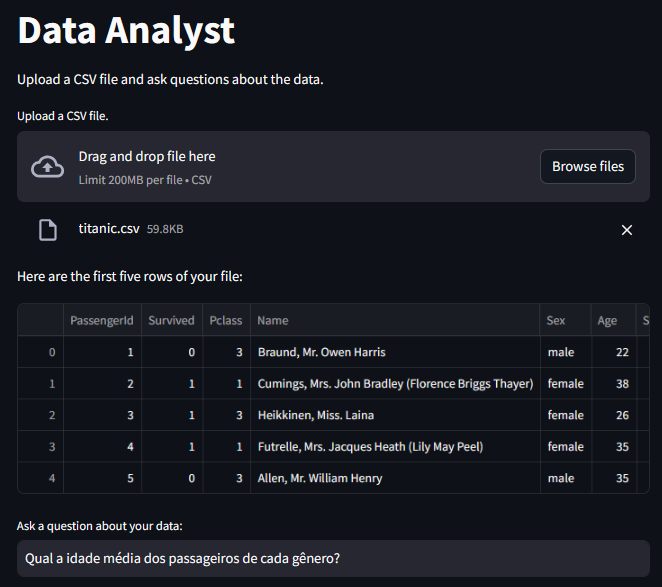 Data Analyst
Upload a CSV file and ask questions about the data.
Upload a CSV file.
Drag and drop file here
Limit 200MB per file • CSV
Browse files
titanic.csv 59.8KB
Here are the first five rows of your file:
PassengerId Survived Pclass Name Sex Age S
0 1 0 3 Braund, Mr. Owen Harris male 22
1 2 1 1 Cumings, Mrs. John Bradley (Florence Briggs Thayer) female 38
2 3 1 3 Heikkinen, Miss. Laina female 26
3 4 1 1 Futrelle, Mrs. Jacques Heath (Lily May Peel) female 35
4 5 0 3 Allen, Mr. William Henry male 35
Ask a question about your data:
Qual a idade média dos passageiros de cada gênero?